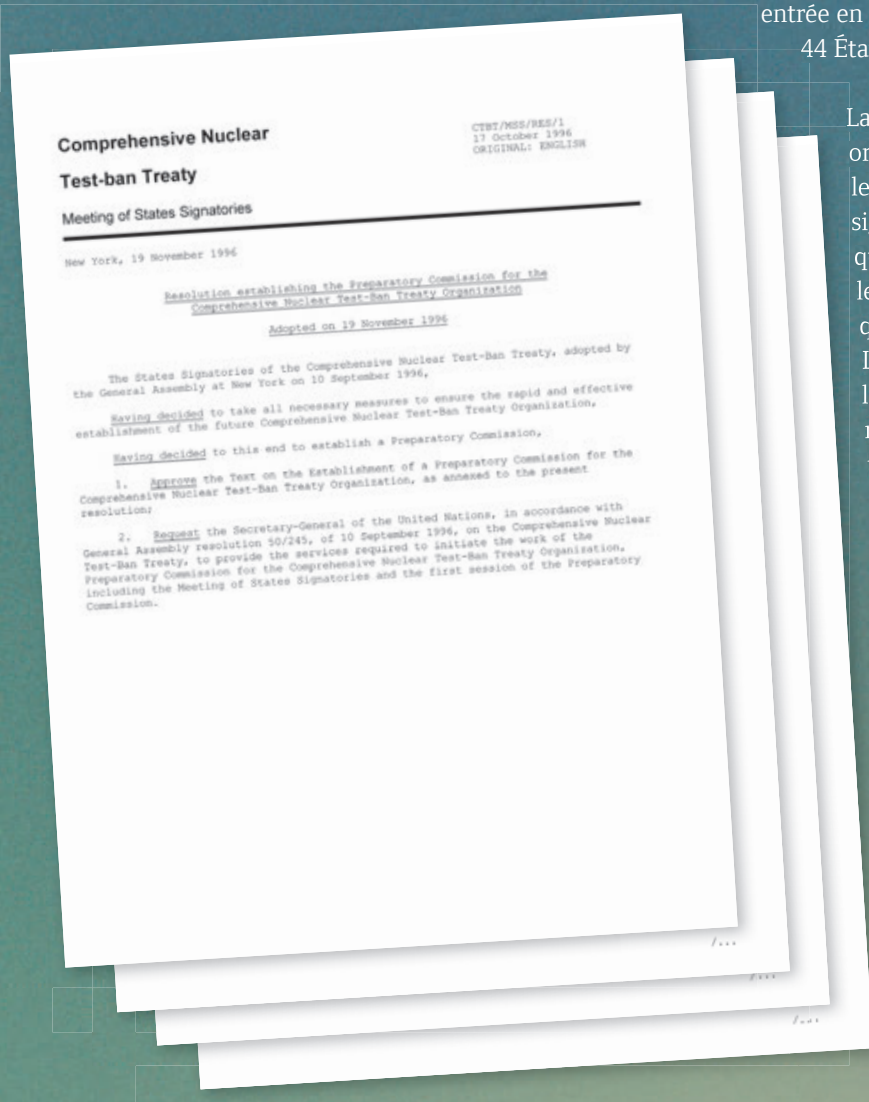 Comprehensive Nuclear
Test-ban Treaty
Meeting of States Signatories
CTBT/MSS/RES/1
17 October 1996
ORIGINAL: ENGLISH
New York, 19 November 1996
Resolution establishing the Preparatory Commission for the
Comprehensive Nuclear Test-Ban Treaty Organization
Adopted on 19 November 1996
The States Signatories of the Comprehensive Nuclear Test-Ban Treaty, adopted by
the General Assembly at New York on 10 September 1996,
Having decided to take all necessary measures to ensure the rapid and effective
establishment of the future Comprehensive Nuclear Test-Ban Treaty Organization,
Having decided to this end to establish a Preparatory Commission,
1. Approve the Text on the Establishment of a Preparatory Commission for the
Comprehensive Nuclear Test-Ban Treaty Organization, as annexed to the present
resolution;
2. Request the Secretary-General of the United Nations, in accordance with
General Assembly resolution 50/245, of 10 September 1996, on the Comprehensive Nuclear
Test-Ban Treaty, to provide the services required to initiate the work of the
Preparatory Commission for the Comprehensive Nuclear Test-Ban Treaty Organization,
including the Meeting of States Signatories and the first session of the Preparatory
Commission.
/...
/...
/...
entrée en
44 Éta
La